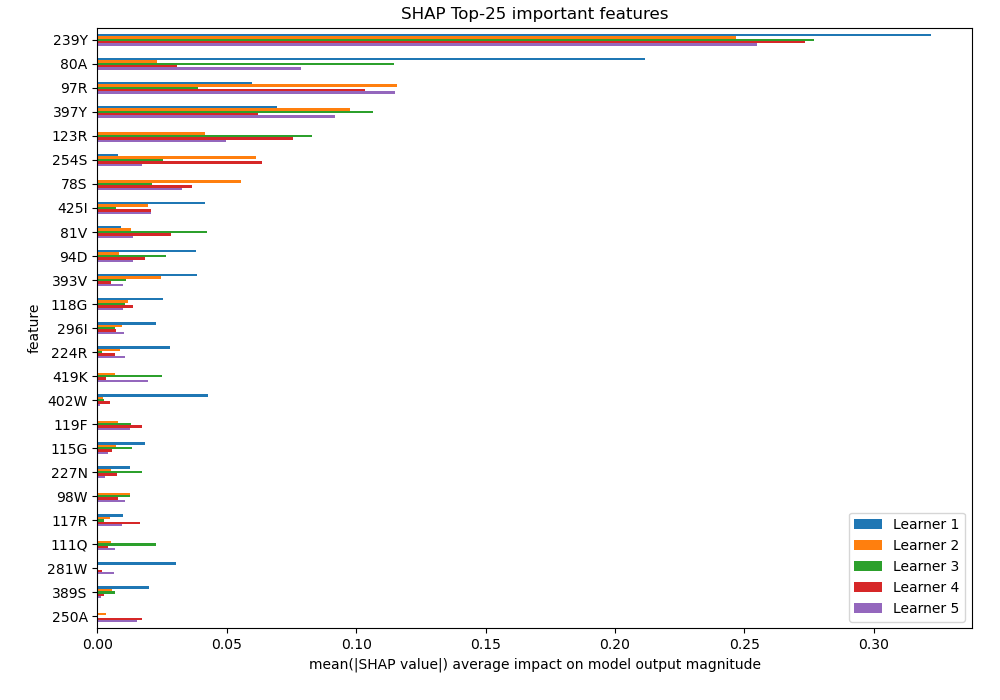 SHAP Top-25 important features
239Y
80A
97R
397Y
123R
254S
78S
425I
81V
94D
393V
118G
296I
224R
419K
402W
119F
115G
227N
98W
117R
111Q
281W
389S
250A
feature
Learner 1
Learner 2
Learner 3
Learner 4
Learner 5
0.00 0.05 0.10 0.15 0.20 0.25 0.30
mean(|SHAP value|) average impact on model output magnitude